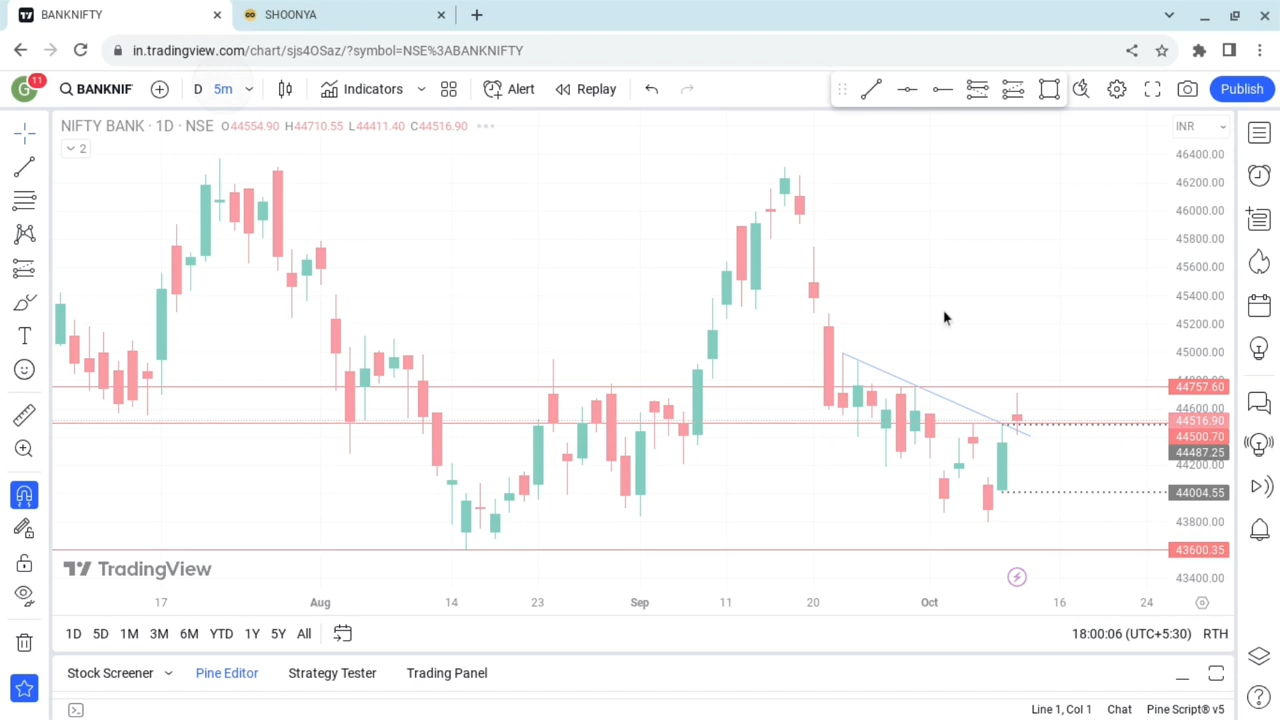 BANKNIFTY
SHOONYA
in.tradingview.com/chart/sjs4OSaz/?symbol=NSE%3ABANKNIFTY
G 11 BANKNIF D 5m Indicators Alert Replay Publish
NIFTY BANK · 1D · NSE O44554.90 H44710.55 L44411.40 C44516.90
INR
2
46400.00
46200.00
46000.00
45800.00
45600.00
45400.00
45200.00
45000.00
44757.60
44600.00
44516.90
44500.70
44487.25
44200.00
44004.55
43800.00
43600.35
43400.00
TradingView
17 Aug 14 23 Sep 11 20 Oct 16 24
1D 5D 1M 3M 6M YTD 1Y 5Y All 18:00:06 (UTC+5:30) RTH
Stock Screener Pine Editor Strategy Tester Trading Panel
Line 1, Col 1 Chat Pine Script® v5